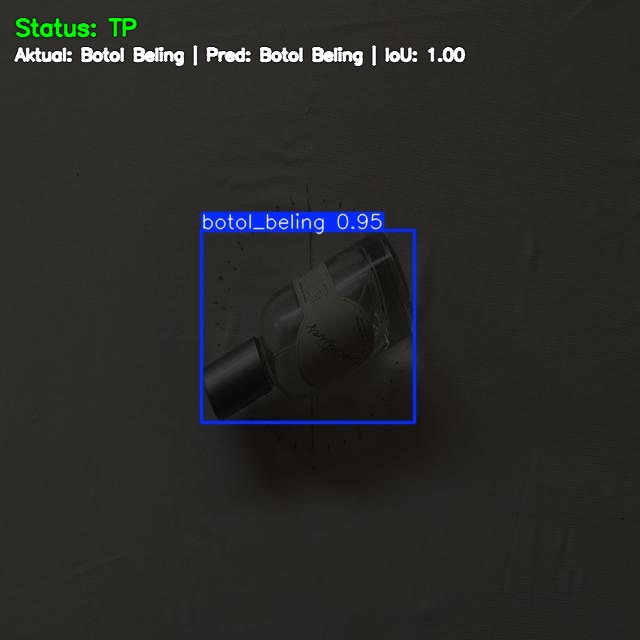 Status: TP
Aktual: Botol Beling | Pred: Botol Beling | IoU: 1.00
botol_beling 0.95